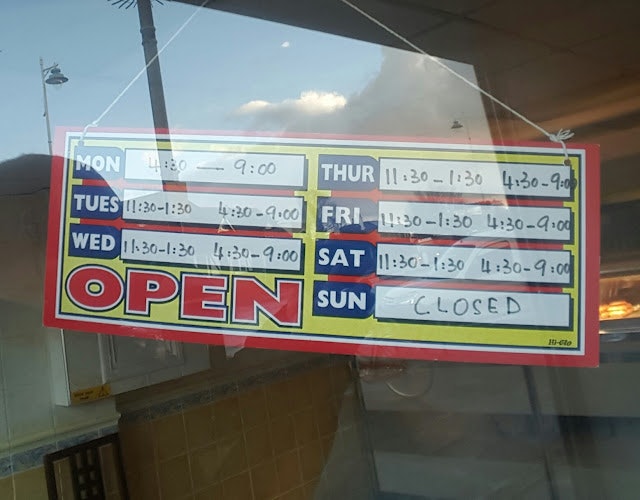 MON 4:30 — 9:00
TUES 11:30-1:30 4:30-9:00
WED 11:30-1:30 4:30-9:00
OPEN
THUR 11:30-1:30 4:30-9:00
FRI 11:30-1:30 4:30-9:00
SAT 11:30-1:30 4:30-9:00
SUN CLOSED
Hi-Glo